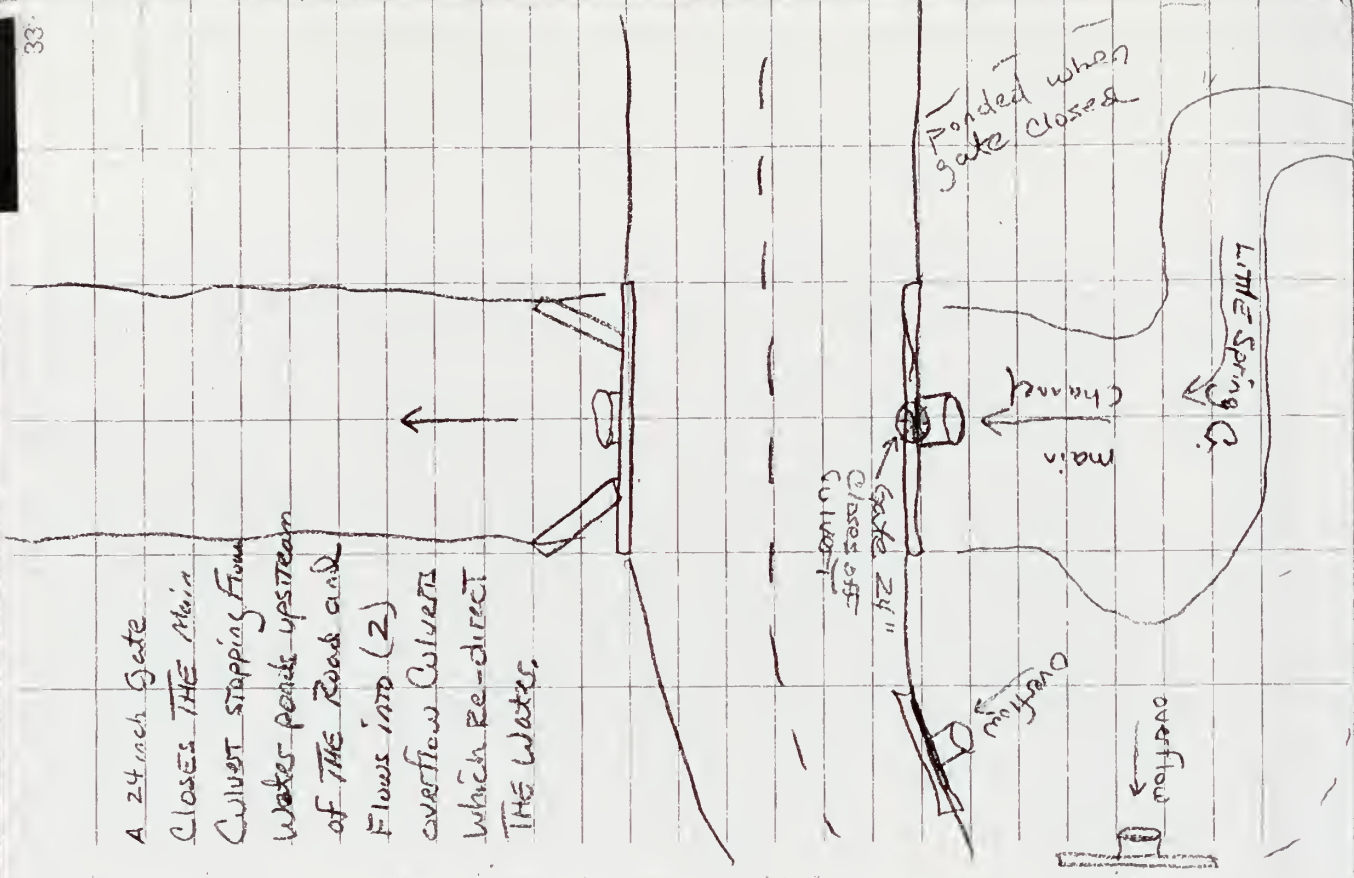 33
Ponded when
gate closed
LITTLE Spring Cr.
main
Channel
Gate 24"
Closes off
Culvert
Overflow
overflow
A 24 inch Gate
Closes THE Main
Culvert stopping Flow
Water ponds upstream
of THE Road and
Flows into (2)
overflow Culverts
which Re-direct
THE Water.